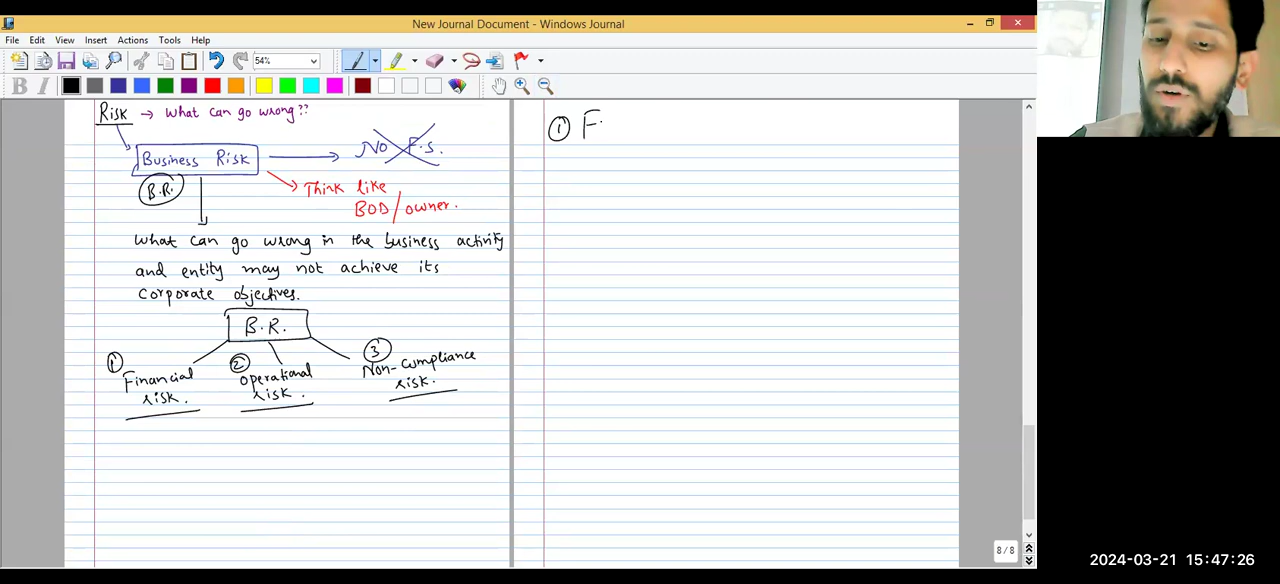 New Journal Document - Windows Journal
File Edit View Insert Actions Tools Help
54%
B I
Risk → What can go wrong??
Business Risk → No F.S.
(B.R.) Think like
BOD/owner.
What can go wrong in the business activity
and entity may not achieve its
corporate objectives.
B.R.
① Financial risk.
② Operational risk.
③ Non-compliance risk.
① F
8/8
2024-03-21 15:47:26